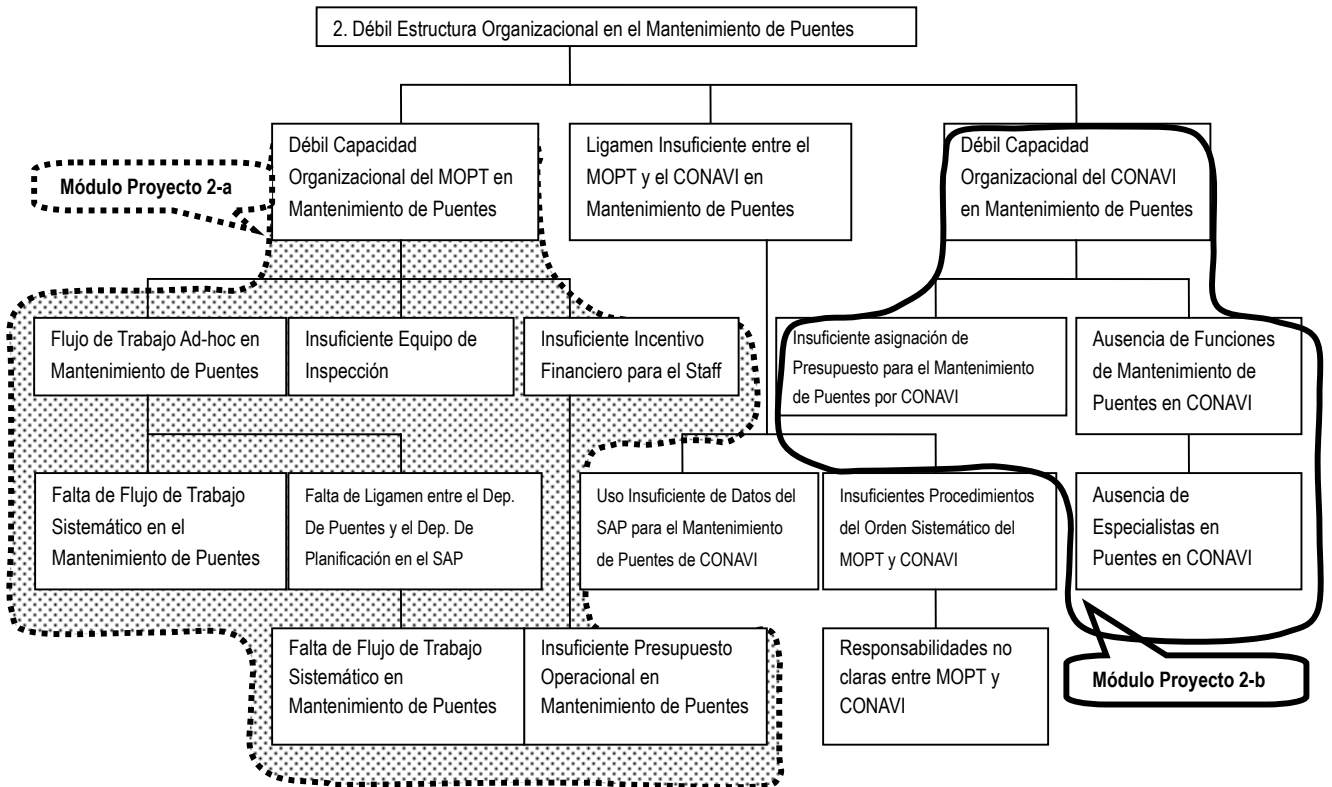 2. Débil Estructura Organizacional en el Mantenimiento de Puentes
Débil Capacidad
Organizacional del MOPT en
Mantenimiento de Puentes
Ligamen Insuficiente entre el
MOPT y el CONAVI en
Mantenimiento de Puentes
Débil Capacidad
Organizacional del CONAVI
en Mantenimiento de Puentes
Módulo Proyecto 2-a
Flujo de Trabajo Ad-hoc en
Mantenimiento de Puentes
Insuficiente Equipo de
Inspección
Insuficiente Incentivo
Financiero para el Staff
Insuficiente asignación de
Presupuesto para el Mantenimiento
de Puentes por CONAVI
Ausencia de Funciones
de Mantenimiento de
Puentes en CONAVI
Falta de Flujo de Trabajo
Sistemático en el
Mantenimiento de Puentes
Falta de Ligamen entre el Dep.
De Puentes y el Dep. De
Planificación en el SAP
Uso Insuficiente de Datos del
SAP para el Mantenimiento
de Puentes de CONAVI
Insuficientes Procedimientos
del Orden Sistemático del
MOPT y CONAVI
Ausencia de
Especialistas en
Puentes en CONAVI
Falta de Flujo de Trabajo
Sistemático en
Mantenimiento de Puentes
Insuficiente Presupuesto
Operacional en
Mantenimiento de Puentes
Responsabilidades no
claras entre MOPT y
CONAVI
Módulo Proyecto 2-b